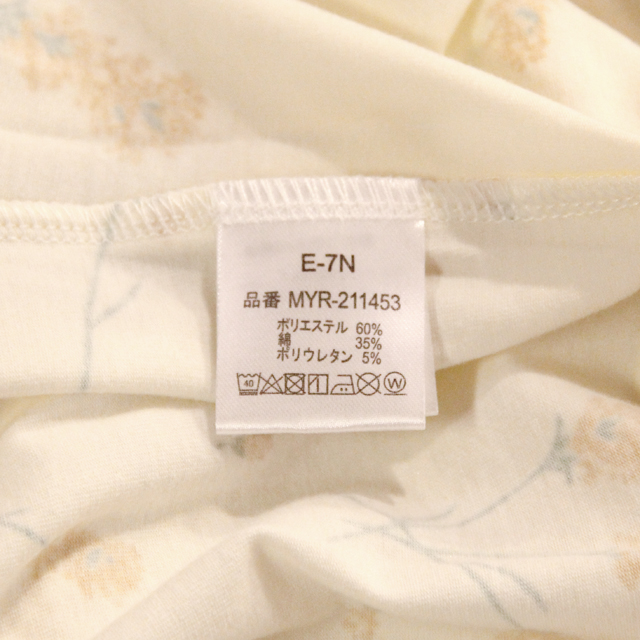 E-7N
品番 MYR-211453
ポリエステル 60%
綿 35%
ポリウレタン 5%
40 W